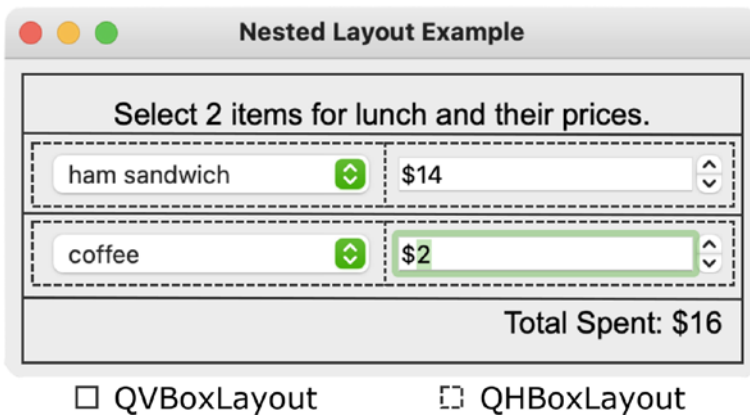 Nested Layout Example
Select 2 items for lunch and their prices.
ham sandwich $14
coffee $2
Total Spent: $16
QVBoxLayout QHBoxLayout